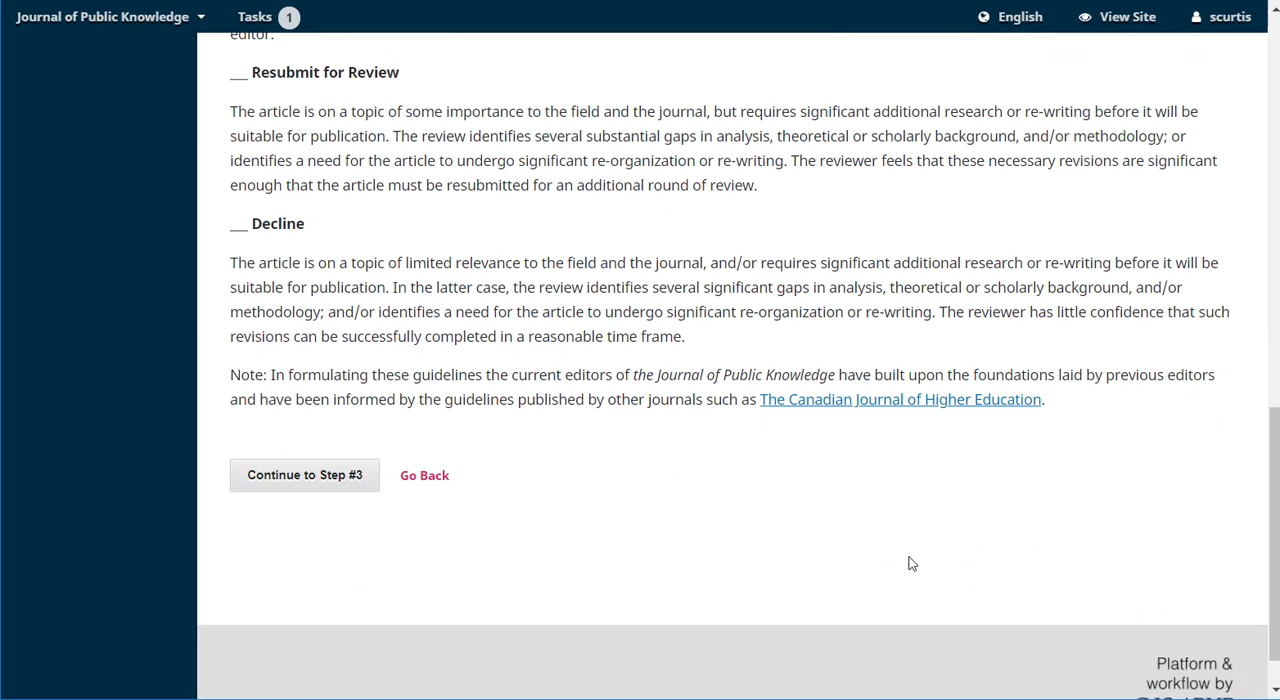 Journal of Public Knowledge Tasks 1 English View Site scurtis
editor.
___ Resubmit for Review
The article is on a topic of some importance to the field and the journal, but requires significant additional research or re-writing before it will be
suitable for publication. The review identifies several substantial gaps in analysis, theoretical or scholarly background, and/or methodology; or
identifies a need for the article to undergo significant re-organization or re-writing. The reviewer feels that these necessary revisions are significant
enough that the article must be resubmitted for an additional round of review.
___ Decline
The article is on a topic of limited relevance to the field and the journal, and/or requires significant additional research or re-writing before it will be
suitable for publication. In the latter case, the review identifies several significant gaps in analysis, theoretical or scholarly background, and/or
methodology; and/or identifies a need for the article to undergo significant re-organization or re-writing. The reviewer has little confidence that such
revisions can be successfully completed in a reasonable time frame.
Note: In formulating these guidelines the current editors of the Journal of Public Knowledge have built upon the foundations laid by previous editors
and have been informed by the guidelines published by other journals such as The Canadian Journal of Higher Education.
Continue to Step #3 Go Back
Platform &
workflow by